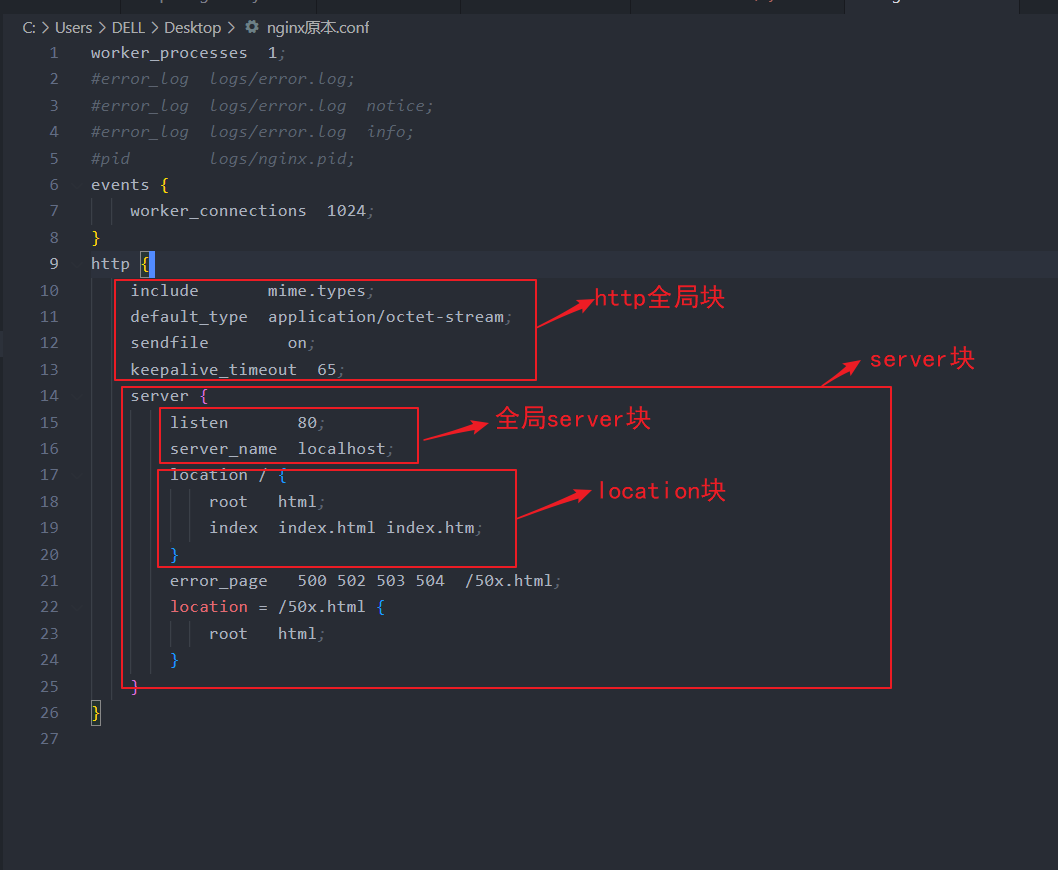 C: > Users > DELL > Desktop > nginx原本.conf
1 worker_processes  1;
2 #error_log  logs/error.log;
3 #error_log  logs/error.log  notice;
4 #error_log  logs/error.log  info;
5 #pid        logs/nginx.pid;
6 events {
7     worker_connections  1024;
8 }
9 http {
10     include       mime.types;
http全局块
11     default_type  application/octet-stream;
12     sendfile        on;
13     keepalive_timeout  65;
server块
14     server {
15         listen       80;
全局server块
16         server_name  localhost;
17         location / {
location块
18             root   html;
19             index  index.html index.htm;
20         }
21         error_page   500 502 503 504  /50x.html;
22         location = /50x.html {
23             root   html;
24         }
25     }
26 }
27